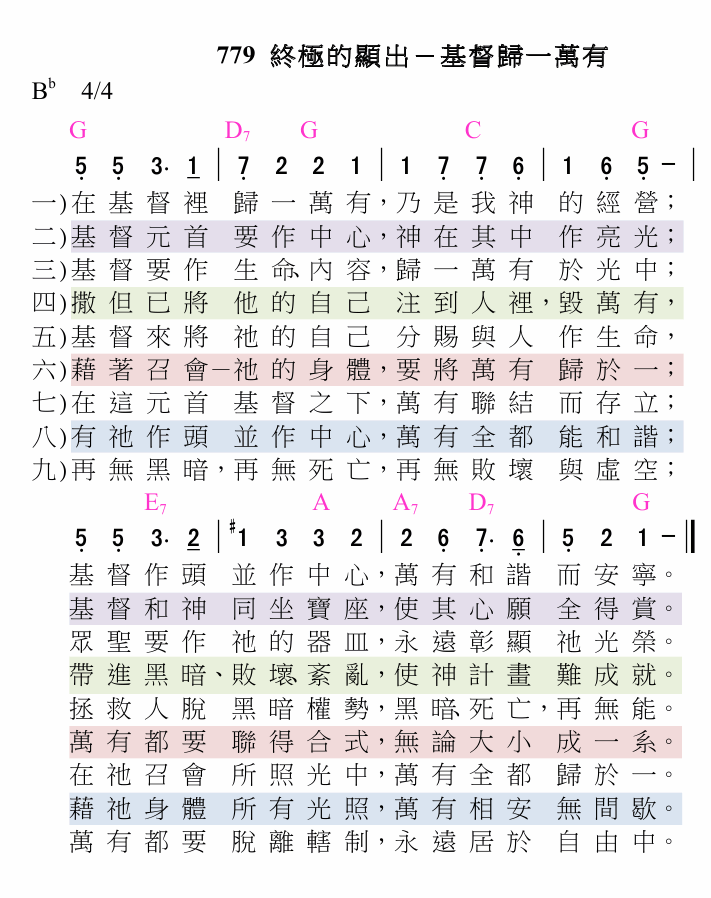 779 終極的顯出－基督歸一萬有
B♭ 4/4
G D7 G C G
5 5 3· 1 | 7 2 2 1 | 1 7 7 6 | 1 6 5 － |
一)在基督裡 歸一萬有，乃是我神 的經營；
二)基督元首 要作中心，神在其中 作亮光；
三)基督要作 生命、內容，歸一萬有 於光中；
四)撒但已將 他的自己 注到人裡，毀萬有，
五)基督來將 祂的自己 分賜與人 作生命，
六)藉著召會－祂的身體，要將萬有 歸於一；
七)在這元首 基督之下，萬有聯結 而存立；
八)有祂作頭 並作中心，萬有全都 能和諧；
九)再無黑暗，再無死亡，再無敗壞 與虛空；
E7 A A7 D7 G
5 5 3· 2 | #1 3 3 2 | 2 6 7· 6 | 5 2 1 － ‖
基督作頭 並作中心，萬有和諧 而安寧。
基督和神 同坐寶座，使其心願 全得賞。
眾聖要作 祂的器皿，永遠彰顯 祂光榮。
帶進黑暗、敗壞、紊亂，使神計畫 難成就。
拯救人脫 黑暗權勢，黑暗、死亡，再無能。
萬有都要 聯得合式，無論大小 成一系。
在祂召會 所照光中，萬有全都 歸於一。
藉祂身體 所有光照，萬有相安 無間歇。
萬有都要 脫離轄制，永遠居於 自由中。